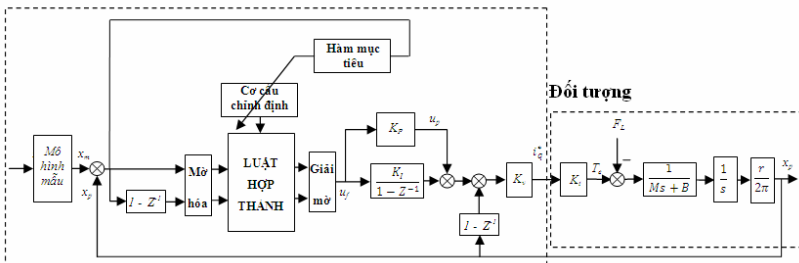 Hàm mục
tiêu
Cơ cấu
chỉnh định
Đối tượng
Mô
hình
mẫu
x_m
x_p
1 - Z^-1
Mờ
hóa
LUẬT
HỢP
THÀNH
Giải
mờ
u_f
K_P
u_p
K_I
1 − Z^−1
1 - Z^-1
K_s
i_q^*
K_t
T_e
F_L
−
1
Ms + B
1
s
r
2π
x_p